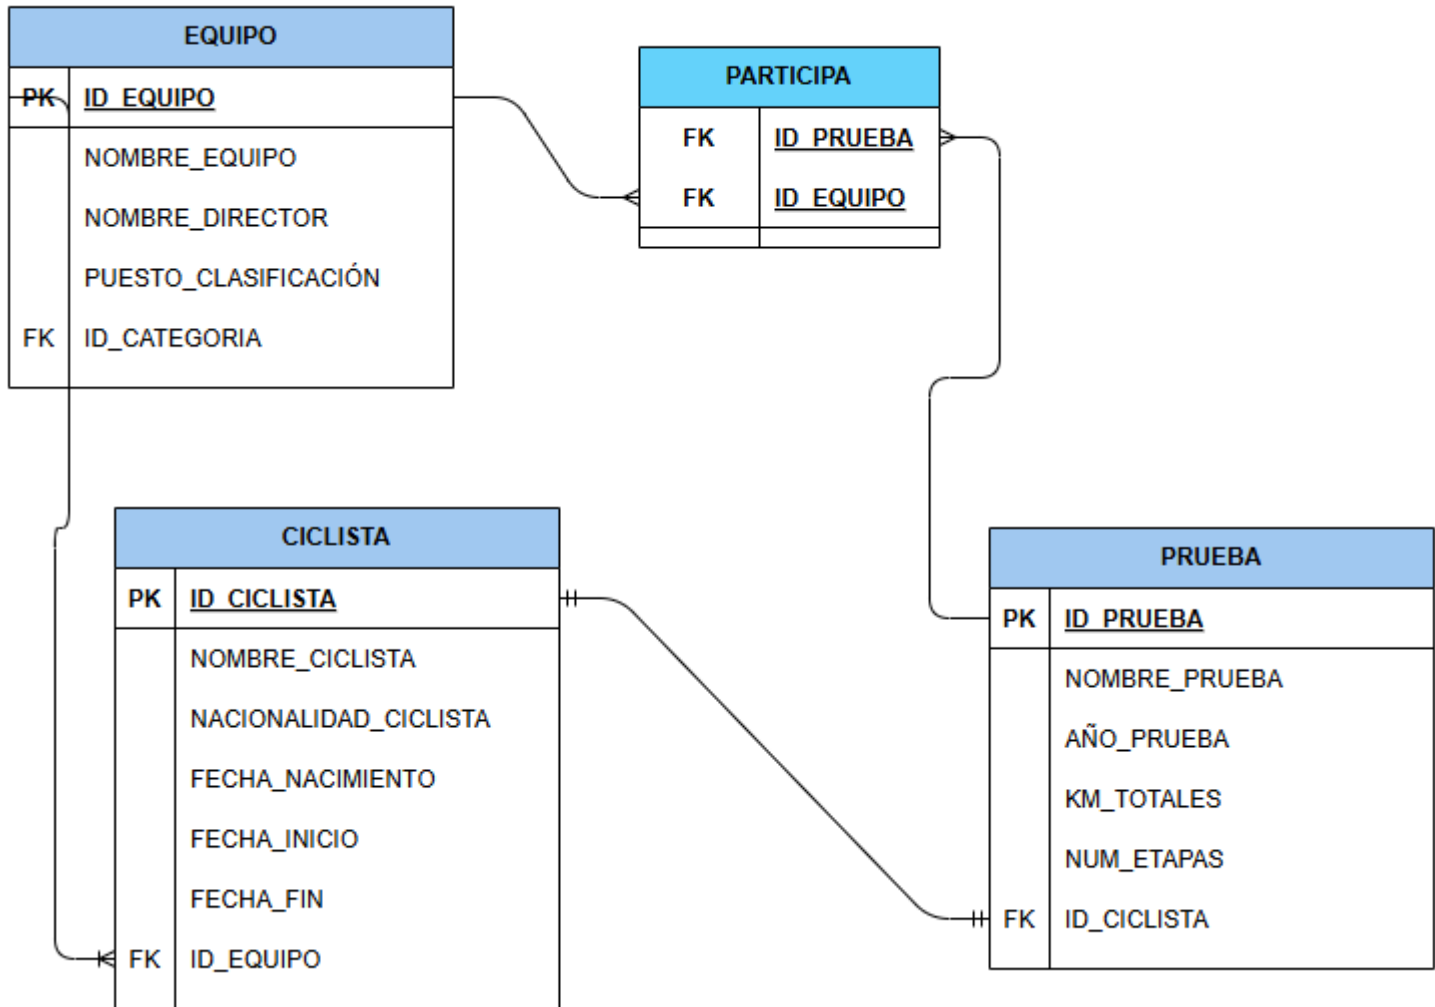 EQUIPO
PK ID_EQUIPO
NOMBRE_EQUIPO
NOMBRE_DIRECTOR
PUESTO_CLASIFICACIÓN
FK ID_CATEGORIA
PARTICIPA
FK ID_PRUEBA
FK ID_EQUIPO
CICLISTA
PK ID_CICLISTA
NOMBRE_CICLISTA
NACIONALIDAD_CICLISTA
FECHA_NACIMIENTO
FECHA_INICIO
FECHA_FIN
FK ID_EQUIPO
PRUEBA
PK ID_PRUEBA
NOMBRE_PRUEBA
AÑO_PRUEBA
KM_TOTALES
NUM_ETAPAS
FK ID_CICLISTA